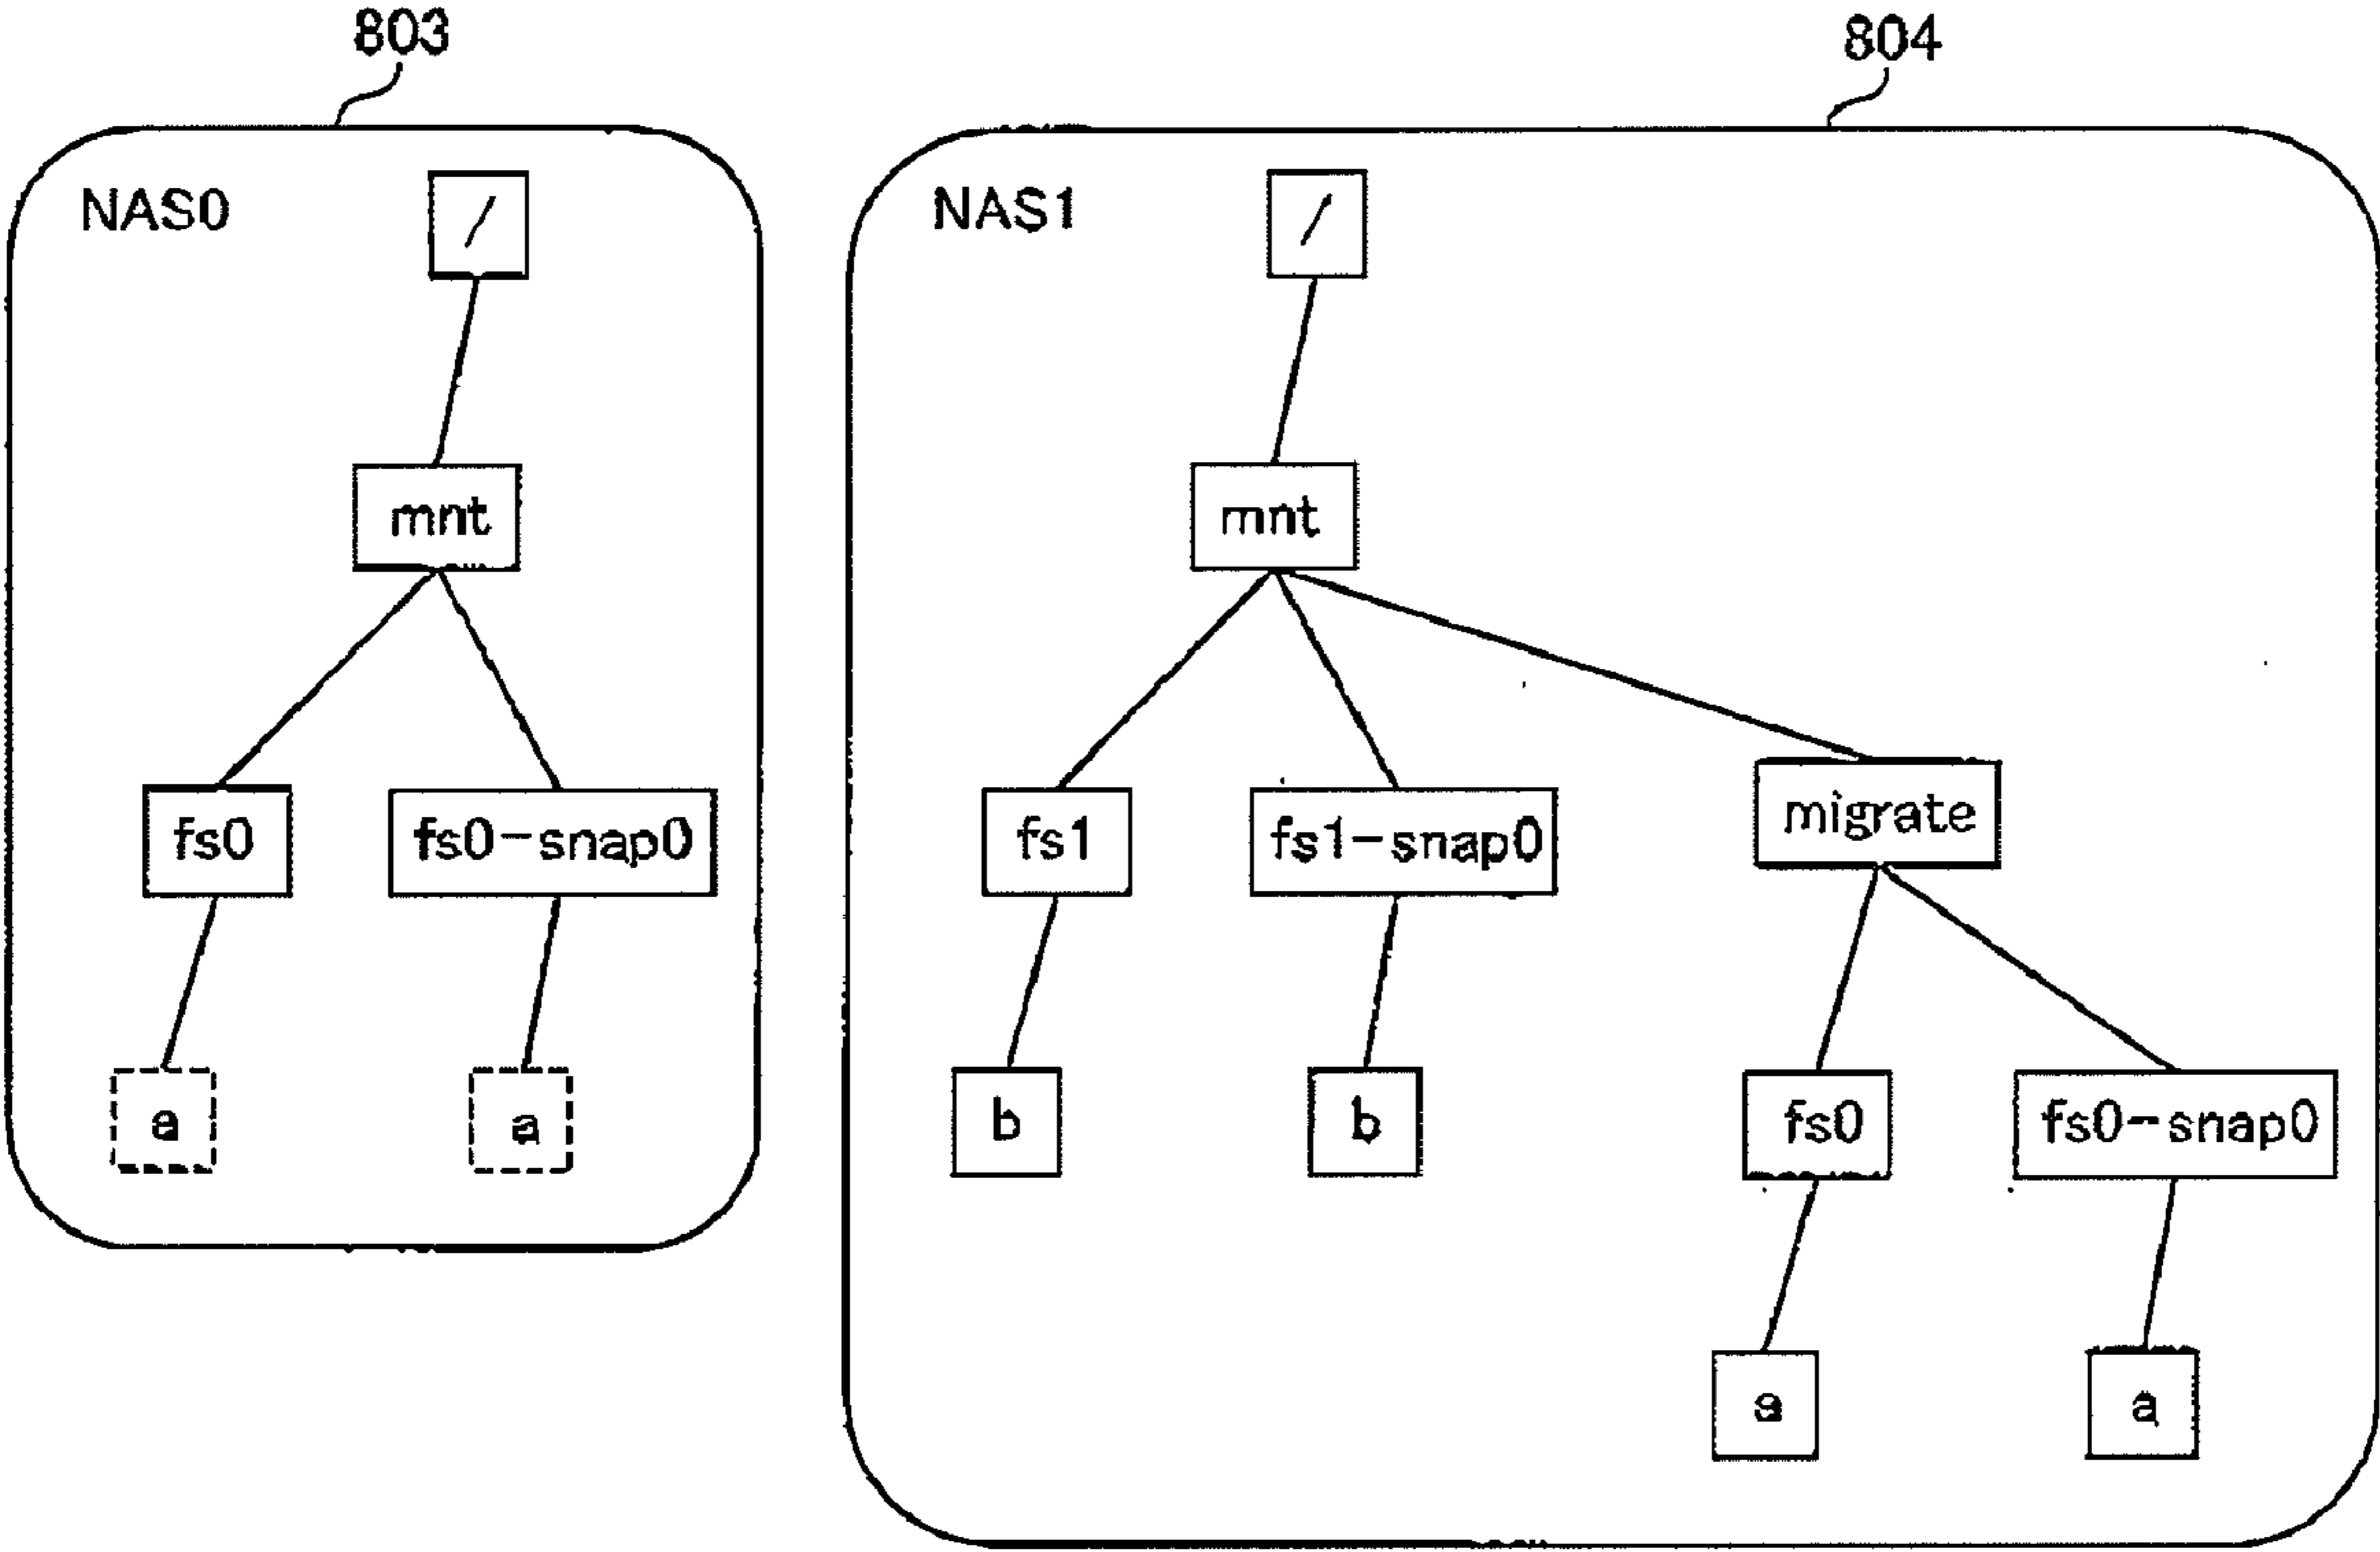 803
804
NAS0
/
NAS1
/
mnt
mnt
fs0
fs0-snap0
fs1
fs1-snap0
migrate
a
a
b
b
fs0
fs0-snap0
a
a